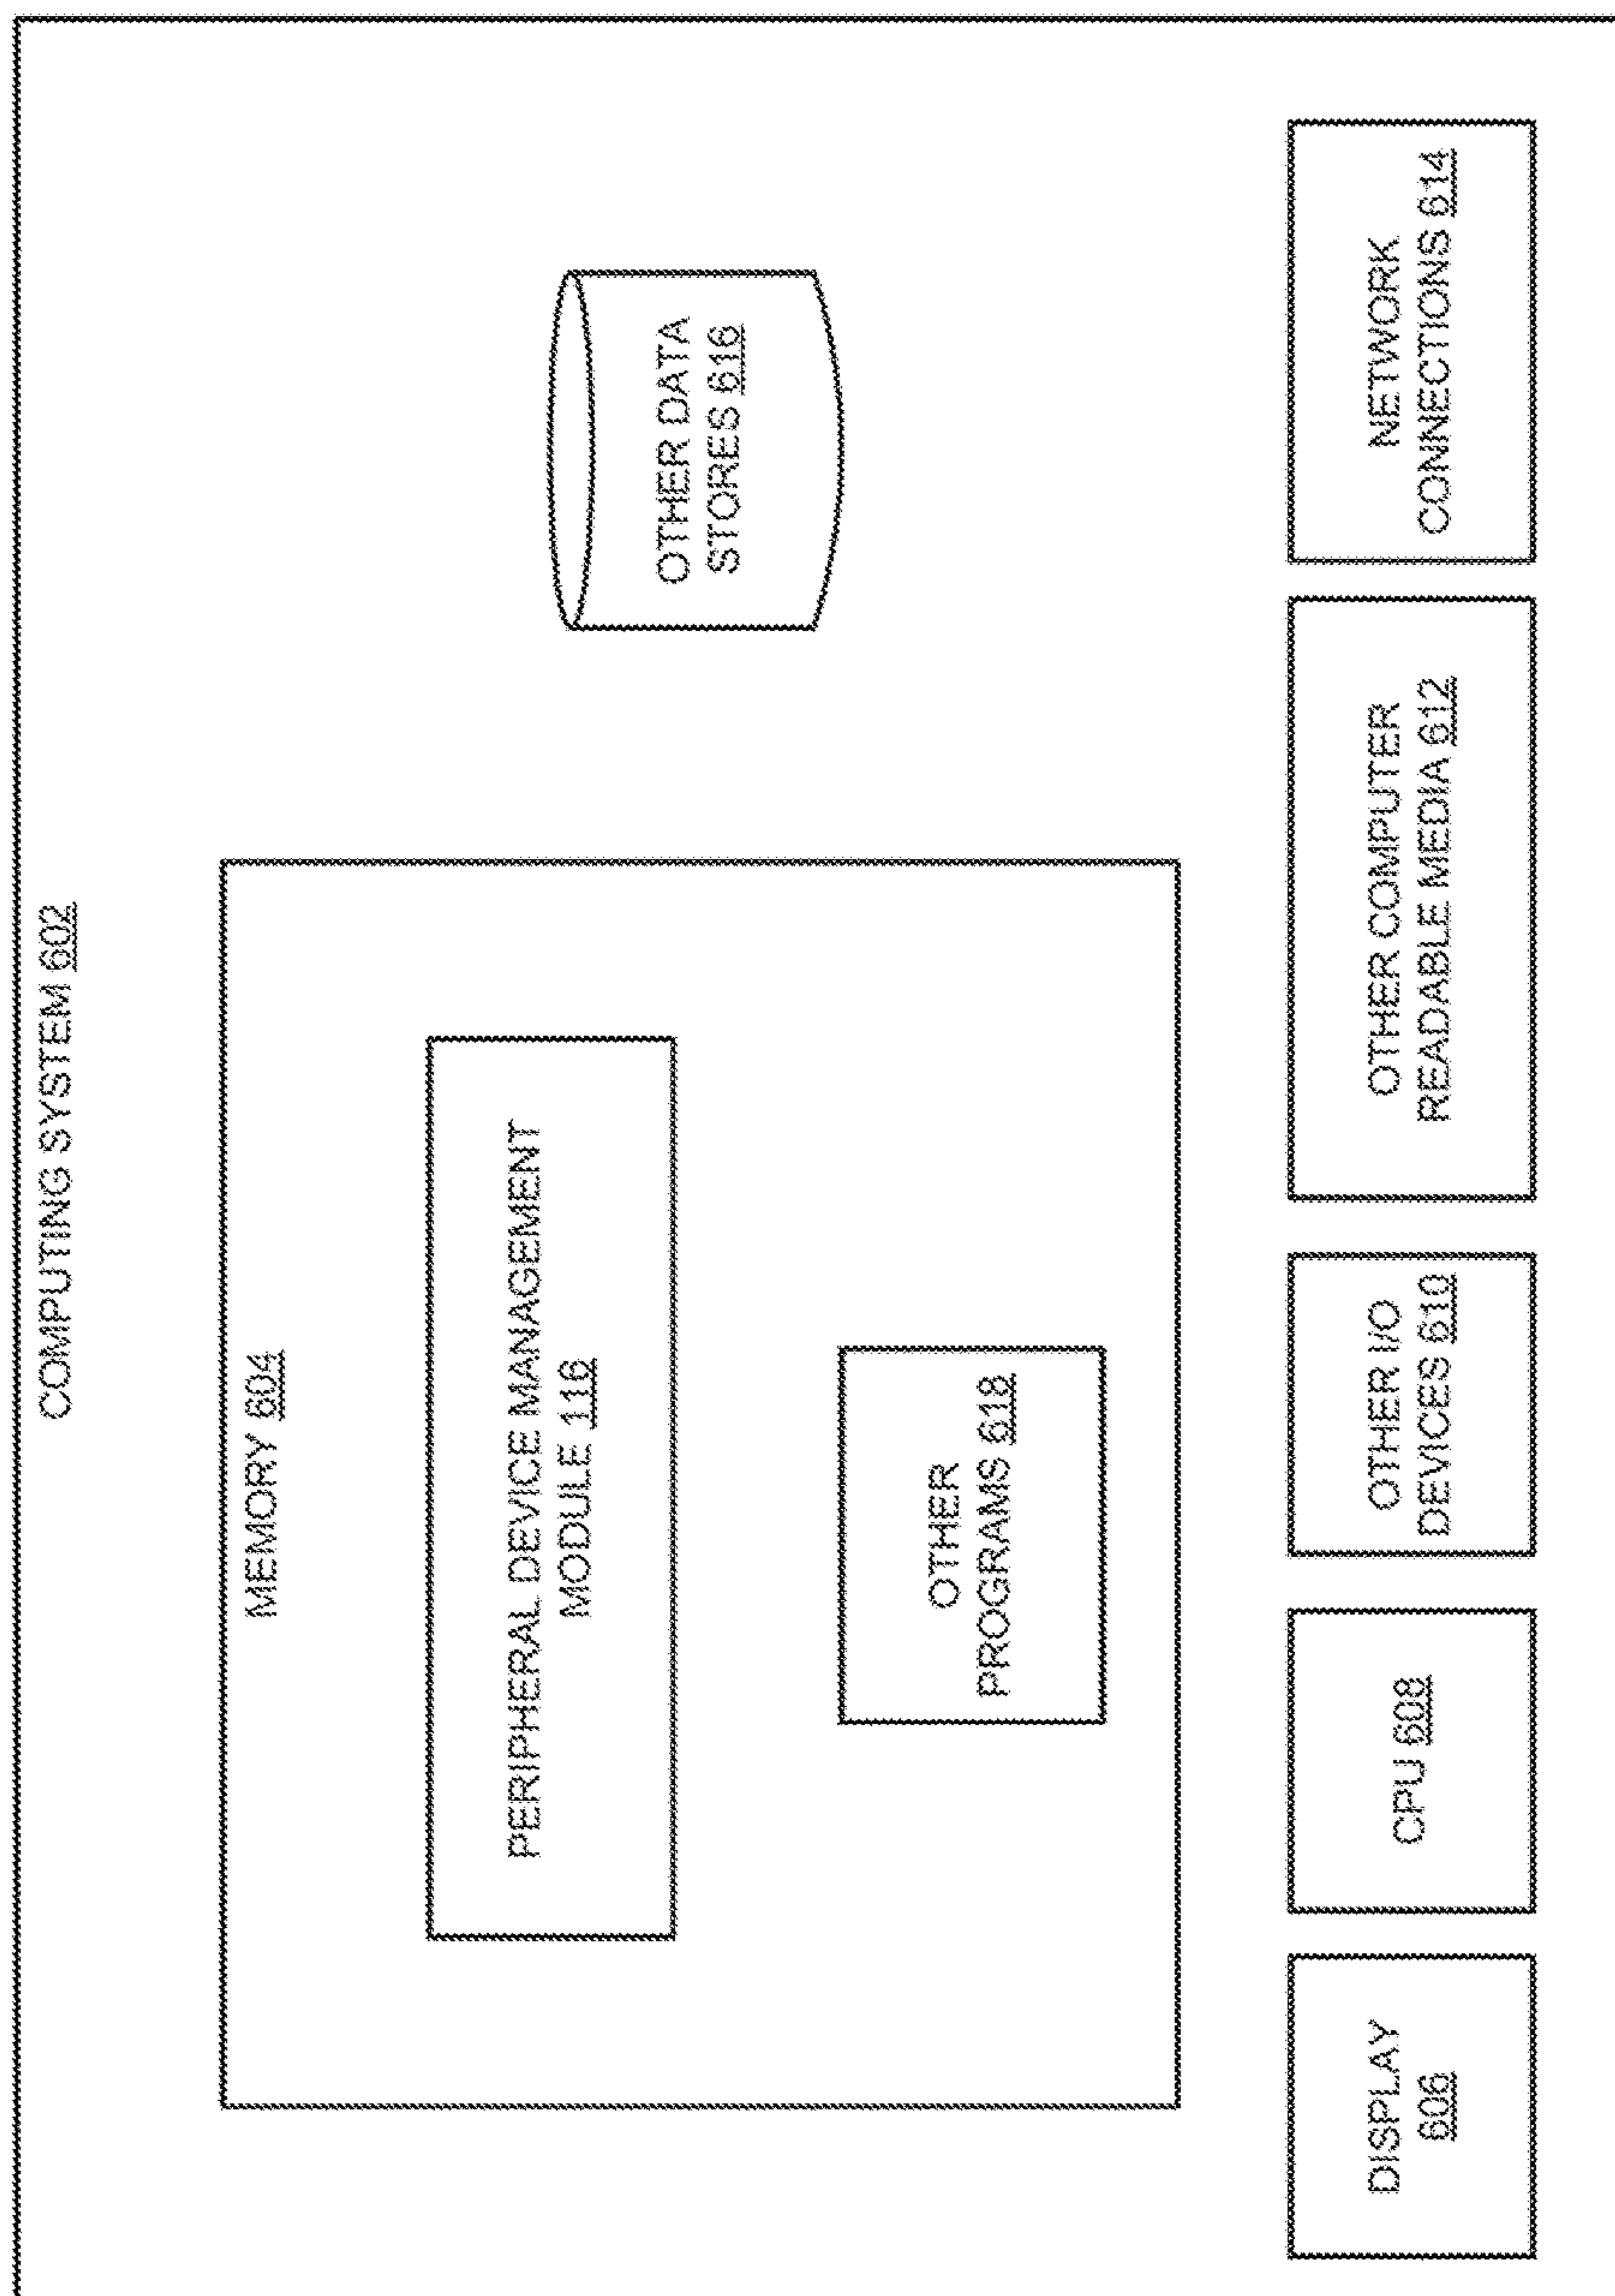 COMPUTING SYSTEM 602
MEMORY 604
PERIPHERAL DEVICE MANAGEMENT
MODULE 116
OTHER
PROGRAMS 618
OTHER DATA
STORES 616
DISPLAY
606
CPU 608
OTHER I/O
DEVICES 610
OTHER COMPUTER
READABLE MEDIA 612
NETWORK
CONNECTIONS 614